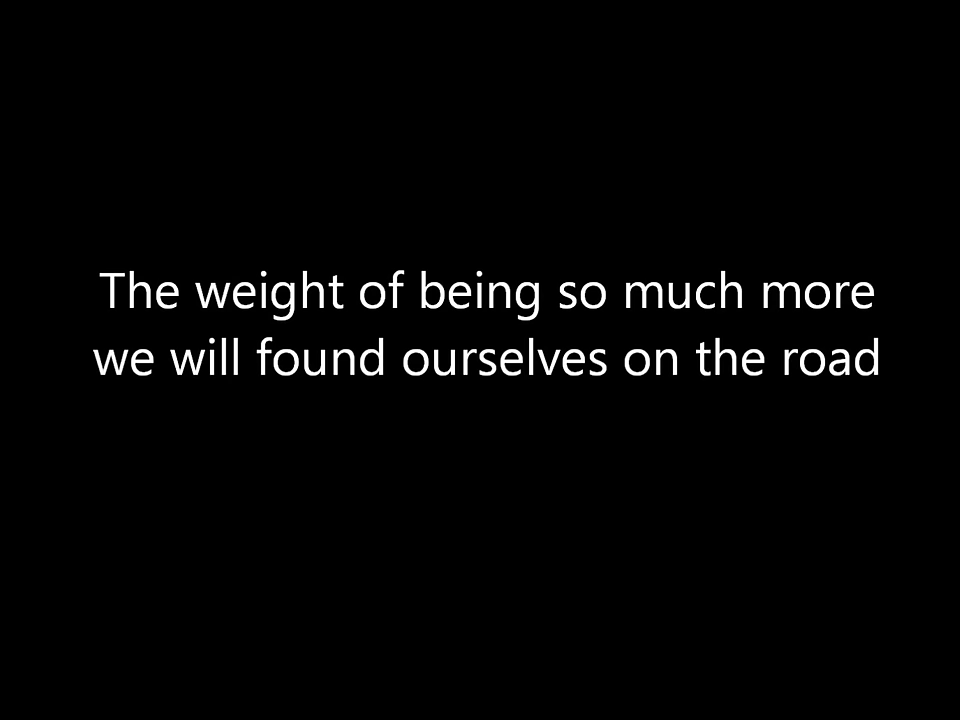 The weight of being so much more
we will found ourselves on the road